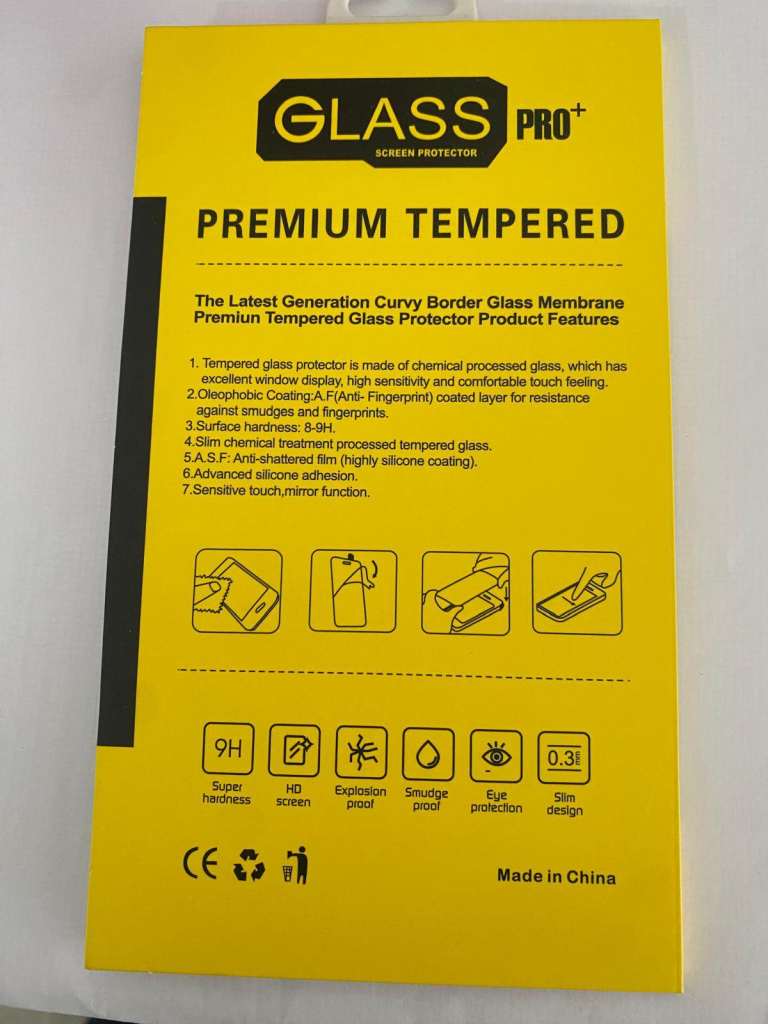 GLASS PRO+
SCREEN PROTECTOR
PREMIUM TEMPERED
The Latest Generation Curvy Border Glass Membrane
Premiun Tempered Glass Protector Product Features
1. Tempered glass protector is made of chemical processed glass, which has
excellent window display, high sensitivity and comfortable touch feeling.
2.Oleophobic Coating:A.F(Anti- Fingerprint) coated layer for resistance
against smudges and fingerprints.
3.Surface hardness: 8-9H.
4.Slim chemical treatment processed tempered glass.
5.A.S.F: Anti-shattered film (highly silicone coating).
6.Advanced silicone adhesion.
7.Sensitive touch,mirror function.
9H
0.3mm
Super
hardness
HD
screen
Explosion
proof
Smudge
proof
Eye
protection
Slim
design
CE
Made in China